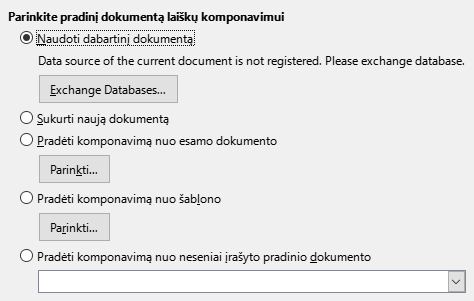 Parinkite pradinį dokumentą laiškų komponavimui
Naudoti dabartinį dokumentą
Data source of the current document is not registered. Please exchange database.
Exchange Databases...
Sukurti naują dokumentą
Pradėti komponavimą nuo esamo dokumento
Parinkti...
Pradėti komponavimą nuo šablono
Parinkti...
Pradėti komponavimą nuo neseniai įrašyto pradinio dokumento